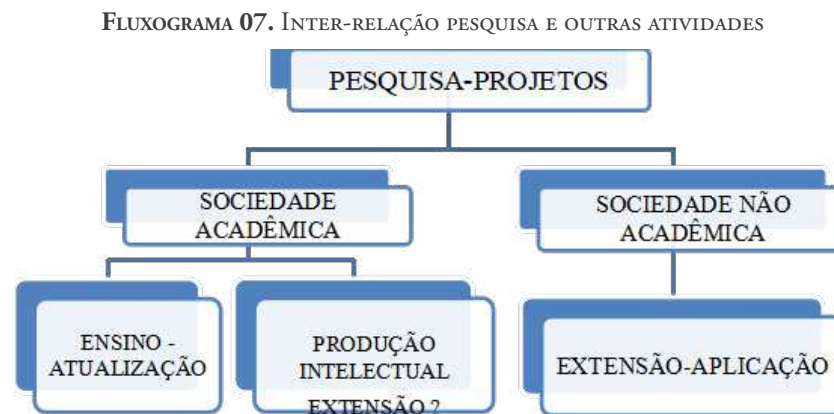 FLUXOGRAMA 07. INTER-RELAÇÃO PESQUISA E OUTRAS ATIVIDADES
PESQUISA-PROJETOS
SOCIEDADE
ACADÊMICA
SOCIEDADE NÃO
ACADÊMICA
ENSINO -
ATUALIZAÇÃO
PRODUÇÃO
INTELECTUAL
EXTENSÃO ?
EXTENSÃO-APLICAÇÃO